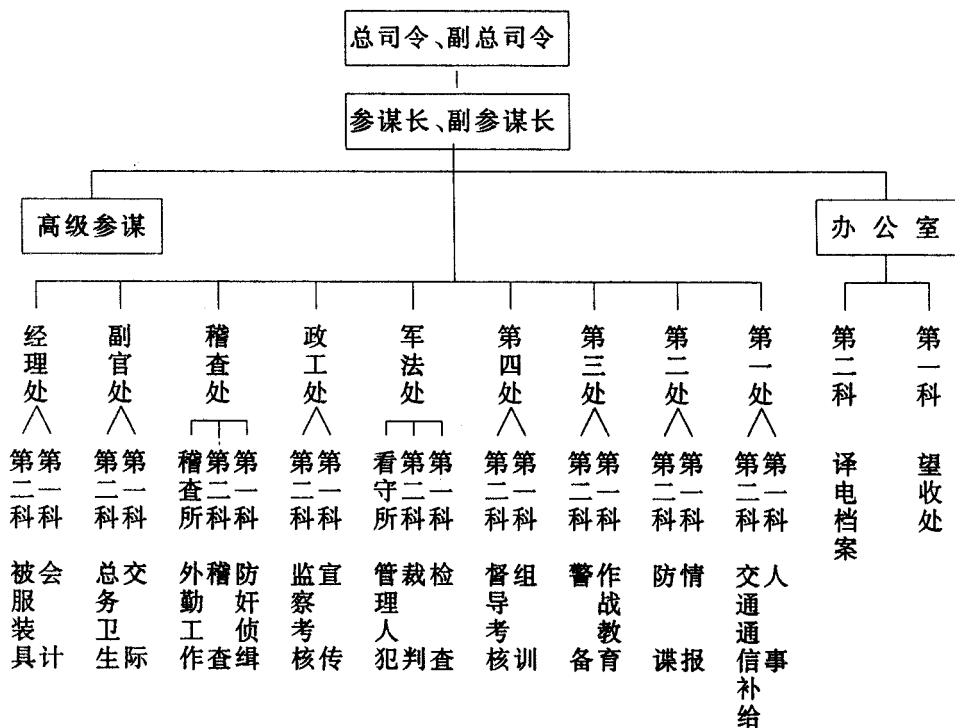 总司令、副总司令
参谋长、副参谋长
高级参谋
办公室
经理处
副官处
稽查处
政工处
军法处
第四处
第三处
第二处
第一处
第二科
第一科
第二科
第一科
第二科
第一科
稽查所
第二科
第一科
第二科
第一科
看守所
第二科
第一科
第二科
第一科
第二科
第一科
第二科
第一科
第二科
第一科
译电档案
望收处
被服装具
会计
总务卫生
交际
外勤工作
稽查
防奸侦缉
监察考核
宣传
管理人犯
裁判
检查
督导考核
组训
警备
作战教育
防谍
情报
交通通信补给
人事